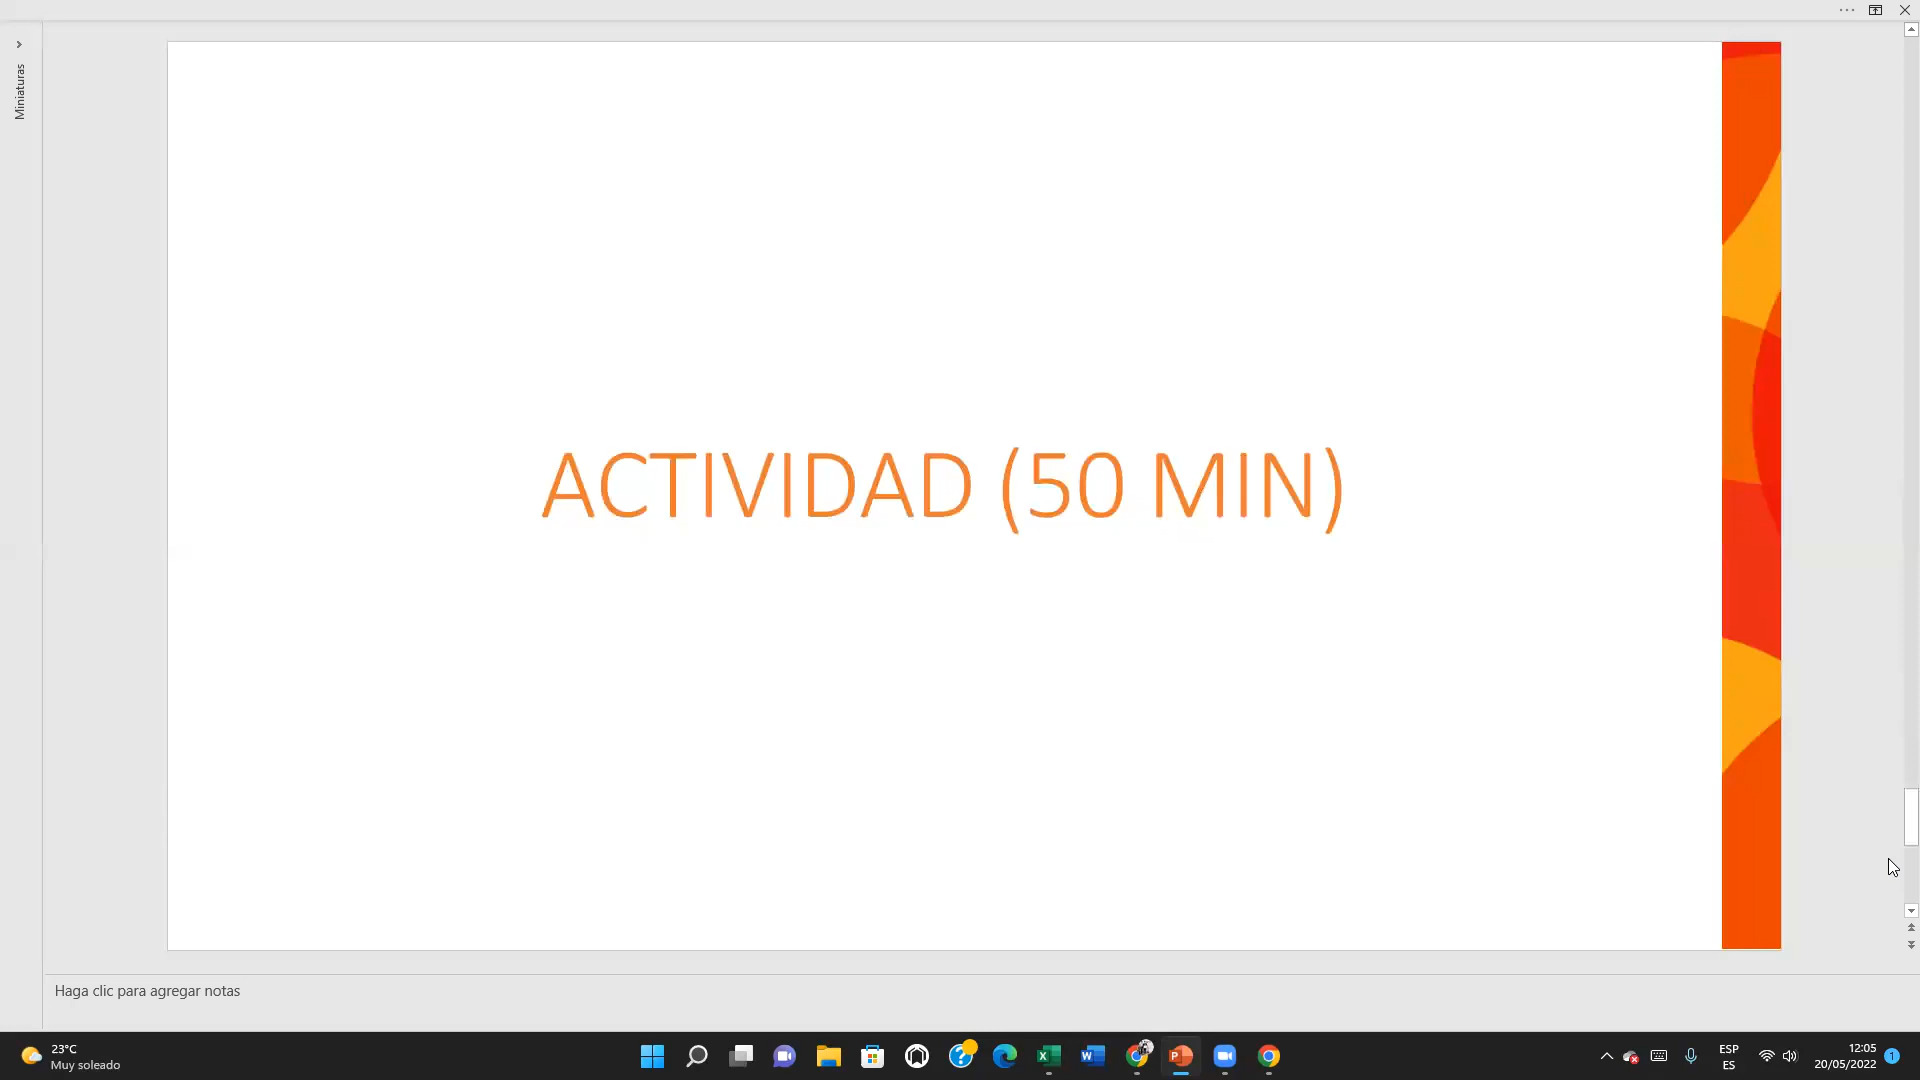 Miniaturas
ACTIVIDAD (50 MIN)
Haga clic para agregar notas
23°C
Muy soleado
ESP
ES
12:05
20/05/2022
1